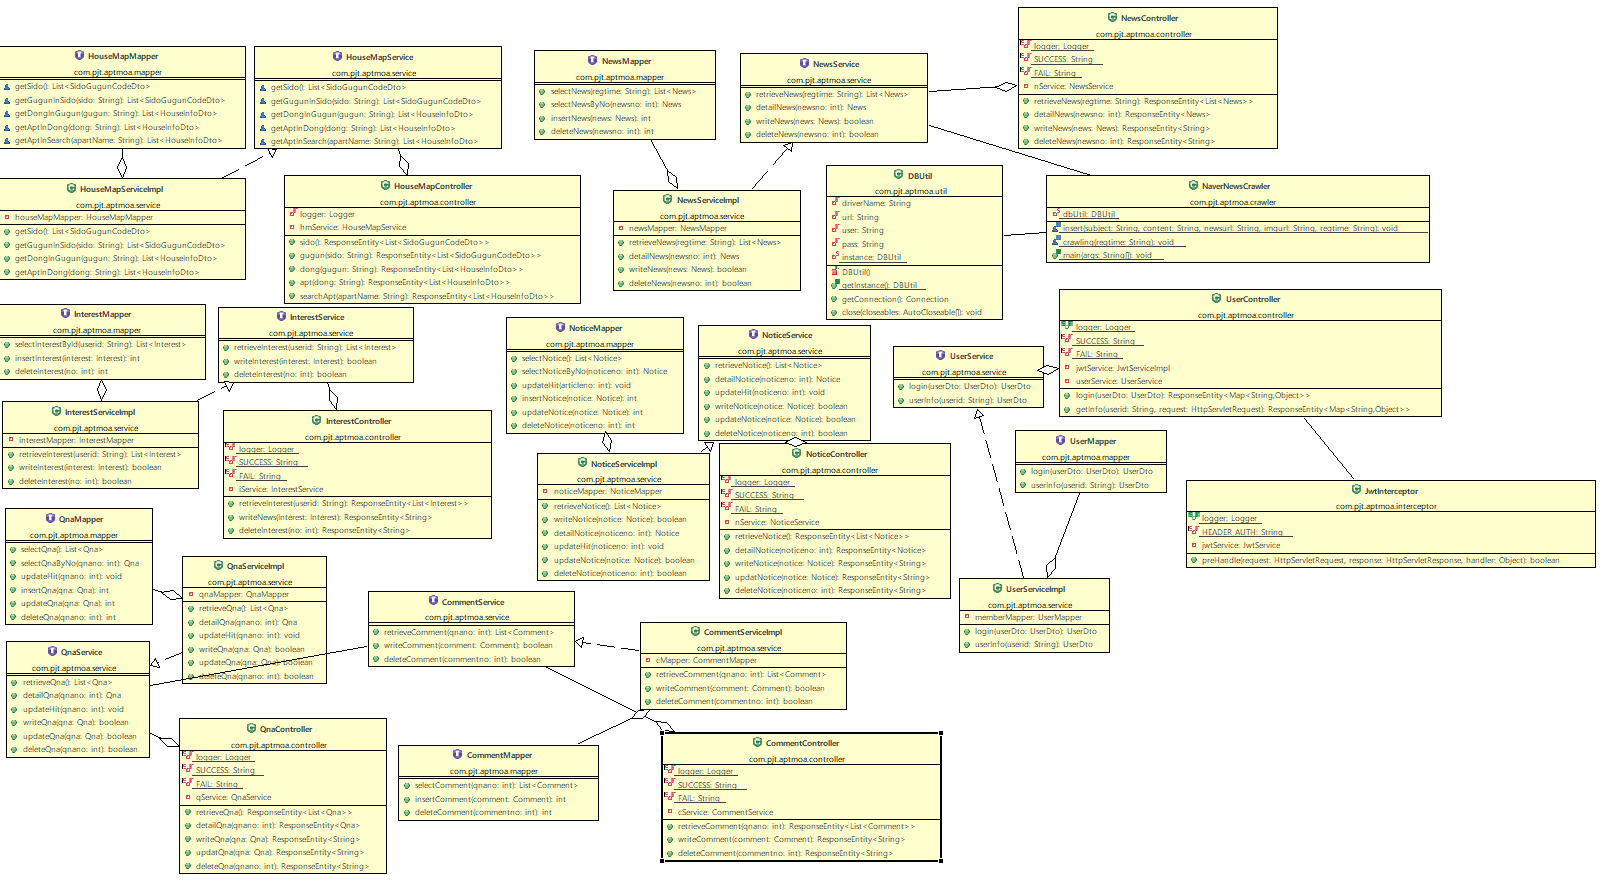 HouseMapMapper
com.pjt.aptmoa.mapper
getSido(): List<SidoGugunCodeDto>
getGugunInSido(sido: String): List<SidoGugunCodeDto>
getDongInGugun(gugun: String): List<HouseInfoDto>
getAptInDong(dong: String): List<HouseInfoDto>
getAptInSearch(apartName: String): List<HouseInfoDto>
HouseMapService
com.pjt.aptmoa.service
getSido(): List<SidoGugunCodeDto>
getGugunInSido(sido: String): List<SidoGugunCodeDto>
getDongInGugun(gugun: String): List<HouseInfoDto>
getAptInDong(dong: String): List<HouseInfoDto>
getAptInSearch(apartName: String): List<HouseInfoDto>
NewsMapper
com.pjt.aptmoa.mapper
selectNews(regtime: String): List<News>
selectNewsByNo(newsno: int): News
insertNews(news: News): int
deleteNews(newsno: int): int
NewsService
com.pjt.aptmoa.service
retrieveNews(regtime: String): List<News>
detailNews(newsno: int): News
writeNews(news: News): boolean
deleteNews(newsno: int): boolean
NewsController
com.pjt.aptmoa.controller
logger: Logger
SUCCESS: String
FAIL: String
nService: NewsService
retrieveNews(regtime: String): ResponseEntity<List<News>>
detailNews(newsno: int): ResponseEntity<News>
writeNews(news: News): ResponseEntity<String>
deleteNews(newsno: int): ResponseEntity<String>
HouseMapServiceImpl
com.pjt.aptmoa.service
houseMapMapper: HouseMapMapper
getSido(): List<SidoGugunCodeDto>
getGugunInSido(sido: String): List<SidoGugunCodeDto>
getDongInGugun(gugun: String): List<HouseInfoDto>
getAptInDong(dong: String): List<HouseInfoDto>
HouseMapController
com.pjt.aptmoa.controller
logger: Logger
hmService: HouseMapService
sido(): ResponseEntity<List<SidoGugunCodeDto>>
gugun(sido: String): ResponseEntity<List<SidoGugunCodeDto>>
dong(gugun: String): ResponseEntity<List<HouseInfoDto>>
apt(dong: String): ResponseEntity<List<HouseInfoDto>>
searchApt(apartName: String): ResponseEntity<List<HouseInfoDto>>
NewsServiceImpl
com.pjt.aptmoa.service
newsMapper: NewsMapper
retrieveNews(regtime: String): List<News>
detailNews(newsno: int): News
writeNews(news: News): boolean
deleteNews(newsno: int): boolean
DBUtil
com.pjt.aptmoa.util
driverName: String
url: String
user: String
pass: String
instance: DBUtil
DBUtil()
getInstance(): DBUtil
getConnection(): Connection
close(closeables: AutoCloseable[]): void
NaverNewsCrawler
com.pjt.aptmoa.crawler
dbUtil: DBUtil
insert(subject: String, content: String, newsurl: String, imgurl: String, regtime: String): void
crawling(regtime: String): void
main(args: String[]): void
InterestMapper
com.pjt.aptmoa.mapper
selectInterestById(userid: String): List<Interest>
insertInterest(interest: Interest): int
deleteInterest(no: int): int
InterestService
com.pjt.aptmoa.service
retrieveInterest(userid: String): List<Interest>
writeInterest(interest: Interest): boolean
deleteInterest(no: int): boolean
NoticeMapper
com.pjt.aptmoa.mapper
selectNotice(): List<Notice>
selectNoticeByNo(noticeno: int): Notice
updateHit(articleno: int): void
insertNotice(notice: Notice): int
updateNotice(notice: Notice): int
deleteNotice(noticeno: int): int
NoticeService
com.pjt.aptmoa.service
retrieveNotice(): List<Notice>
detailNotice(noticeno: int): Notice
updateHit(noticeno: int): void
writeNotice(notice: Notice): boolean
updateNotice(notice: Notice): boolean
deleteNotice(noticeno: int): boolean
UserService
com.pjt.aptmoa.service
login(userDto: UserDto): UserDto
userInfo(userid: String): UserDto
UserController
com.pjt.aptmoa.controller
logger: Logger
SUCCESS: String
FAIL: String
jwtService: JwtServiceImpl
userService: UserService
login(userDto: UserDto): ResponseEntity<Map<String,Object>>
getInfo(userid: String, request: HttpServletRequest): ResponseEntity<Map<String,Object>>
InterestServiceImpl
com.pjt.aptmoa.service
interestMapper: InterestMapper
retrieveInterest(userid: String): List<Interest>
writeInterest(interest: Interest): boolean
deleteInterest(no: int): boolean
InterestController
com.pjt.aptmoa.controller
logger: Logger
SUCCESS: String
FAIL: String
iService: InterestService
retrieveInterest(userid: String): ResponseEntity<List<Interest>>
writeNews(Interest: Interest): ResponseEntity<String>
deleteInterest(no: int): ResponseEntity<String>
NoticeServiceImpl
com.pjt.aptmoa.service
noticeMapper: NoticeMapper
retrieveNotice(): List<Notice>
writeNotice(notice: Notice): boolean
detailNotice(noticeno: int): Notice
updateHit(noticeno: int): void
updateNotice(notice: Notice): boolean
deleteNotice(noticeno: int): boolean
NoticeController
com.pjt.aptmoa.controller
logger: Logger
SUCCESS: String
FAIL: String
nService: NoticeService
retrieveNotice(): ResponseEntity<List<Notice>>
detailNotice(noticeno: int): ResponseEntity<Notice>
writeNotice(notice: Notice): ResponseEntity<String>
updatNotice(notice: Notice): ResponseEntity<String>
deleteNotice(noticeno: int): ResponseEntity<String>
UserMapper
com.pjt.aptmoa.mapper
login(userDto: UserDto): UserDto
userInfo(userid: String): UserDto
JwtInterceptor
com.pjt.aptmoa.interceptor
logger: Logger
HEADER_AUTH: String
jwtService: JwtService
preHandle(request: HttpServletRequest, response: HttpServletResponse, handler: Object): boolean
QnaMapper
com.pjt.aptmoa.mapper
selectQna(): List<Qna>
selectQnaByNo(qnano: int): Qna
updateHit(qnano: int): void
insertQna(qna: Qna): int
updateQna(qna: Qna): int
deleteQna(qnano: int): int
QnaServiceImpl
com.pjt.aptmoa.service
qnaMapper: QnaMapper
retrieveQna(): List<Qna>
detailQna(qnano: int): Qna
updateHit(qnano: int): void
writeQna(qna: Qna): boolean
updateQna(qna: Qna): boolean
deleteQna(qnano: int): boolean
UserServiceImpl
com.pjt.aptmoa.service
memberMapper: UserMapper
login(userDto: UserDto): UserDto
userInfo(userid: String): UserDto
CommentService
com.pjt.aptmoa.service
retrieveComment(qnano: int): List<Comment>
writeComment(comment: Comment): boolean
deleteComment(commentno: int): boolean
CommentServiceImpl
com.pjt.aptmoa.service
cMapper: CommentMapper
retrieveComment(qnano: int): List<Comment>
writeComment(comment: Comment): boolean
deleteComment(commentno: int): boolean
QnaService
com.pjt.aptmoa.service
retrieveQna(): List<Qna>
detailQna(qnano: int): Qna
updateHit(qnano: int): void
writeQna(qna: Qna): boolean
updateQna(qna: Qna): boolean
deleteQna(qnano: int): boolean
QnaController
com.pjt.aptmoa.controller
logger: Logger
SUCCESS: String
FAIL: String
qService: QnaService
retrieveQna(): ResponseEntity<List<Qna>>
detailQna(qnano: int): ResponseEntity<Qna>
writeQna(qna: Qna): ResponseEntity<String>
updatQna(qna: Qna): ResponseEntity<String>
deleteQna(qnano: int): ResponseEntity<String>
CommentMapper
com.pjt.aptmoa.mapper
selectComment(qnano: int): List<Comment>
insertComment(comment: Comment): int
deleteComment(commentno: int): int
CommentController
com.pjt.aptmoa.controller
logger: Logger
SUCCESS: String
FAIL: String
cService: CommentService
retrieveComment(qnano: int): ResponseEntity<List<Comment>>
writeComment(comment: Comment): ResponseEntity<String>
deleteComment(commentno: int): ResponseEntity<String>